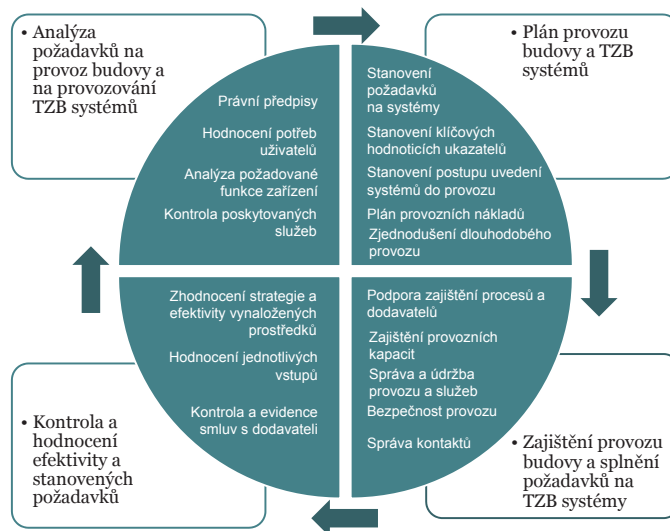 • Analýza
požadavků na
provoz budovy a
na provozování
TZB systémů
• Plán provozu
budovy a TZB
systémů
Právní předpisy
Hodnocení potřeb
uživatelů
Analýza požadované
funkce zařízení
Kontrola poskytovaných
služeb
Stanovení
požadavků
na systémy
Stanovení klíčových
hodnoticích ukazatelů
Stanovení postupu uvedení
systémů do provozu
Plán provozních nákladů
Zjednodušení dlouhodobého
provozu
Zhodnocení strategie a
efektivity vynaložených
prostředků
Hodnocení jednotlivých
vstupů
Kontrola a evidence
smluv s dodavateli
Podpora zajištění procesů a
dodavatelů
Zajištění provozních
kapacit
Správa a údržba
provozu a služeb
Bezpečnost provozu
Správa kontaktů
• Kontrola a
hodnocení
efektivity a
stanovených
požadavků
• Zajištění provozu
budovy a splnění
požadavků na
TZB systémy